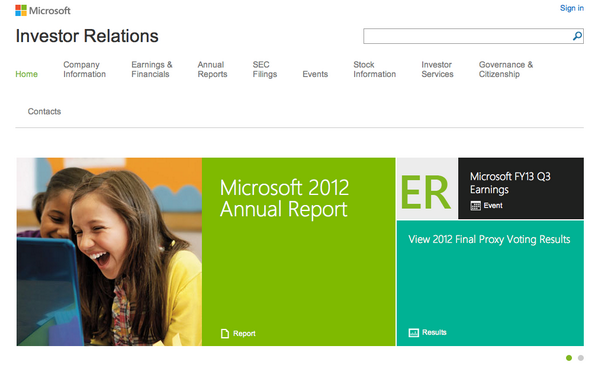 Microsoft
Sign in
Investor Relations
Home
Company
Information
Earnings &
Financials
Annual
Reports
SEC
Filings
Events
Stock
Information
Investor
Services
Governance &
Citizenship
Contacts
Microsoft 2012
Annual Report
Report
ER
Microsoft FY13 Q3
Earnings
Event
View 2012 Final Proxy Voting Results
Results